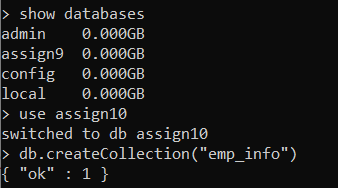 > show databases
admin    0.000GB
assign9  0.000GB
config   0.000GB
local    0.000GB
> use assign10
switched to db assign10
> db.createCollection("emp_info")
{ "ok" : 1 }